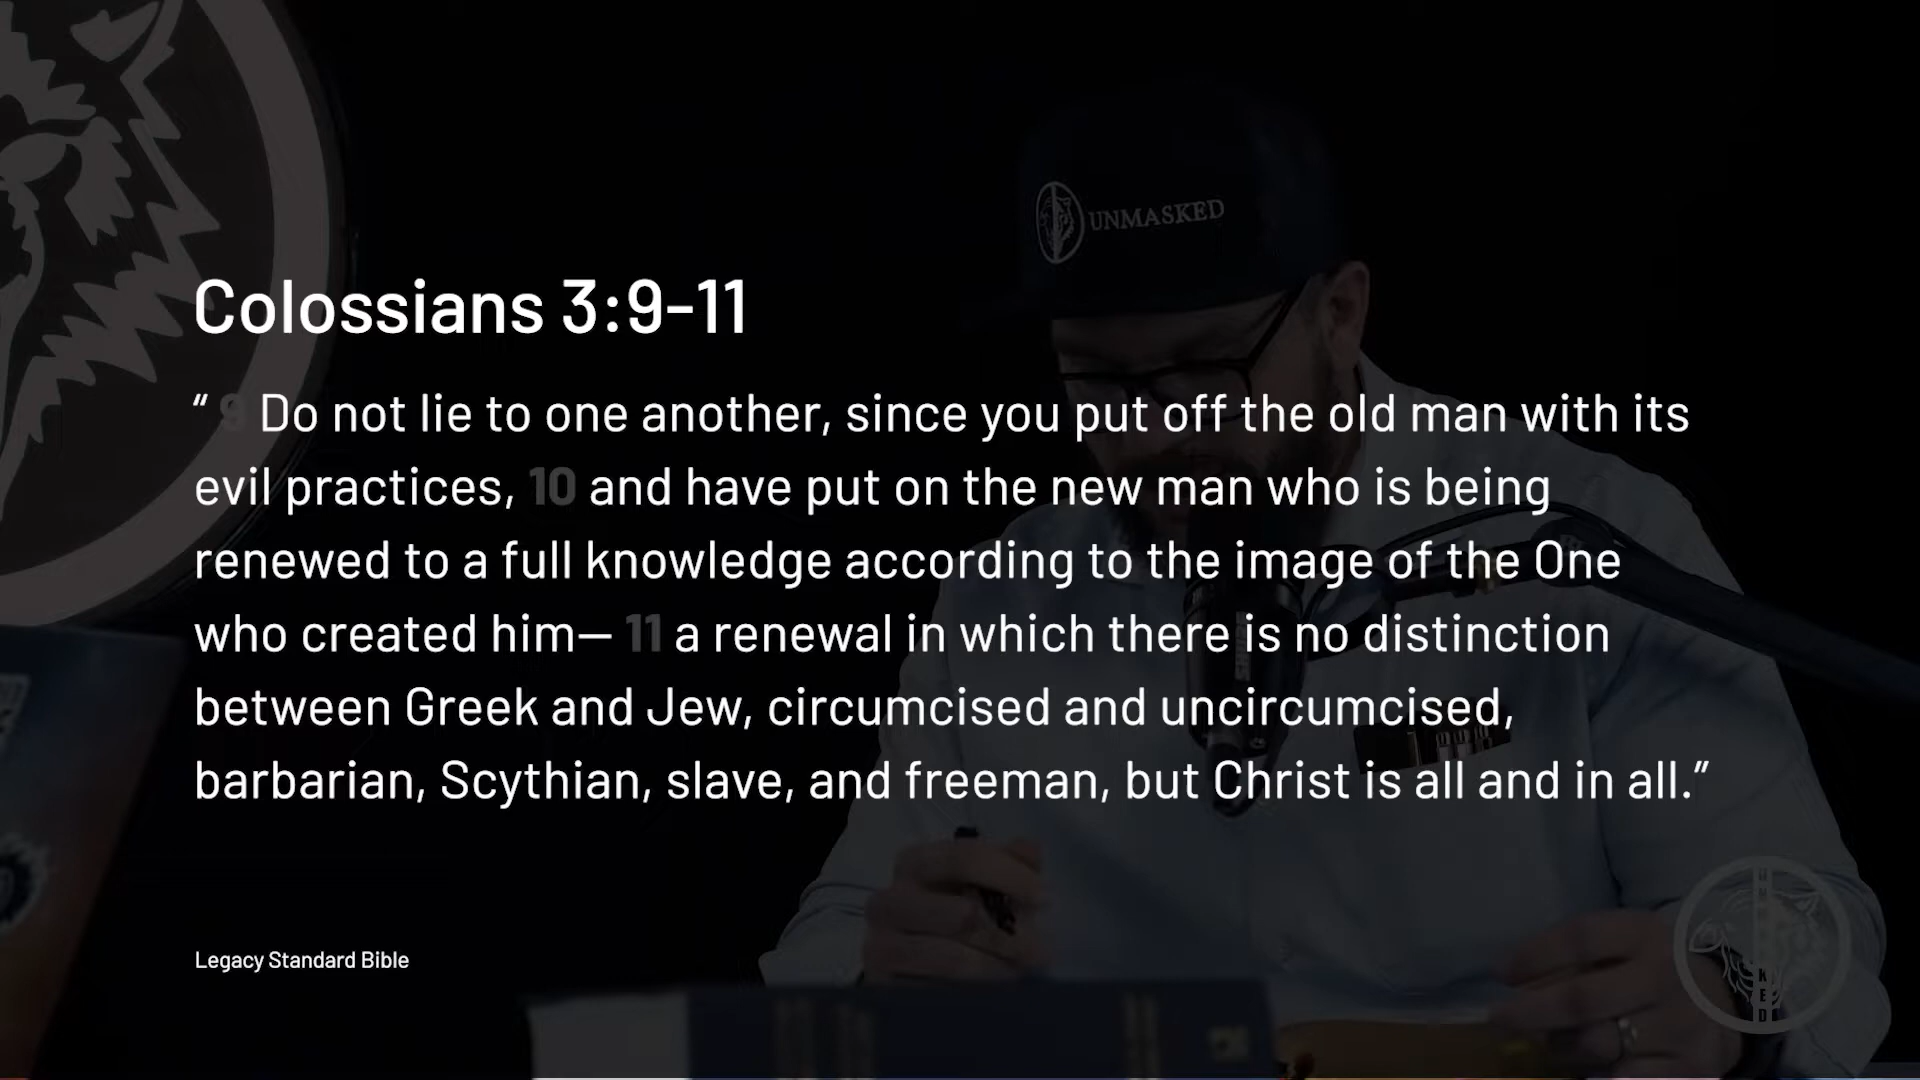 UNMASKED
Colossians 3:9-11
“ 9 Do not lie to one another, since you put off the old man with its
evil practices, 10 and have put on the new man who is being
renewed to a full knowledge according to the image of the One
who created him— 11 a renewal in which there is no distinction
between Greek and Jew, circumcised and uncircumcised,
barbarian, Scythian, slave, and freeman, but Christ is all and in all.”
Legacy Standard Bible